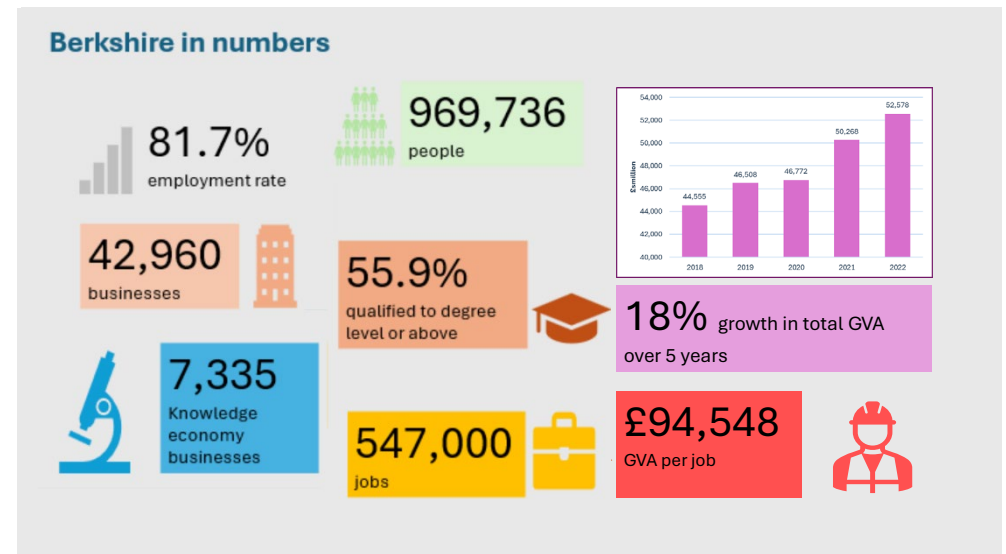 Berkshire in numbers
81.7%
employment rate
969,736
people
42,960
businesses
55.9%
qualified to degree
level or above
7,335
Knowledge
economy
businesses
547,000
jobs
54,000
52,000
50,000
48,000
46,000
44,000
42,000
40,000
£smillion
44,555
46,508
46,772
50,268
52,578
2018 2019 2020 2021 2022
18% growth in total GVA
over 5 years
£94,548
GVA per job